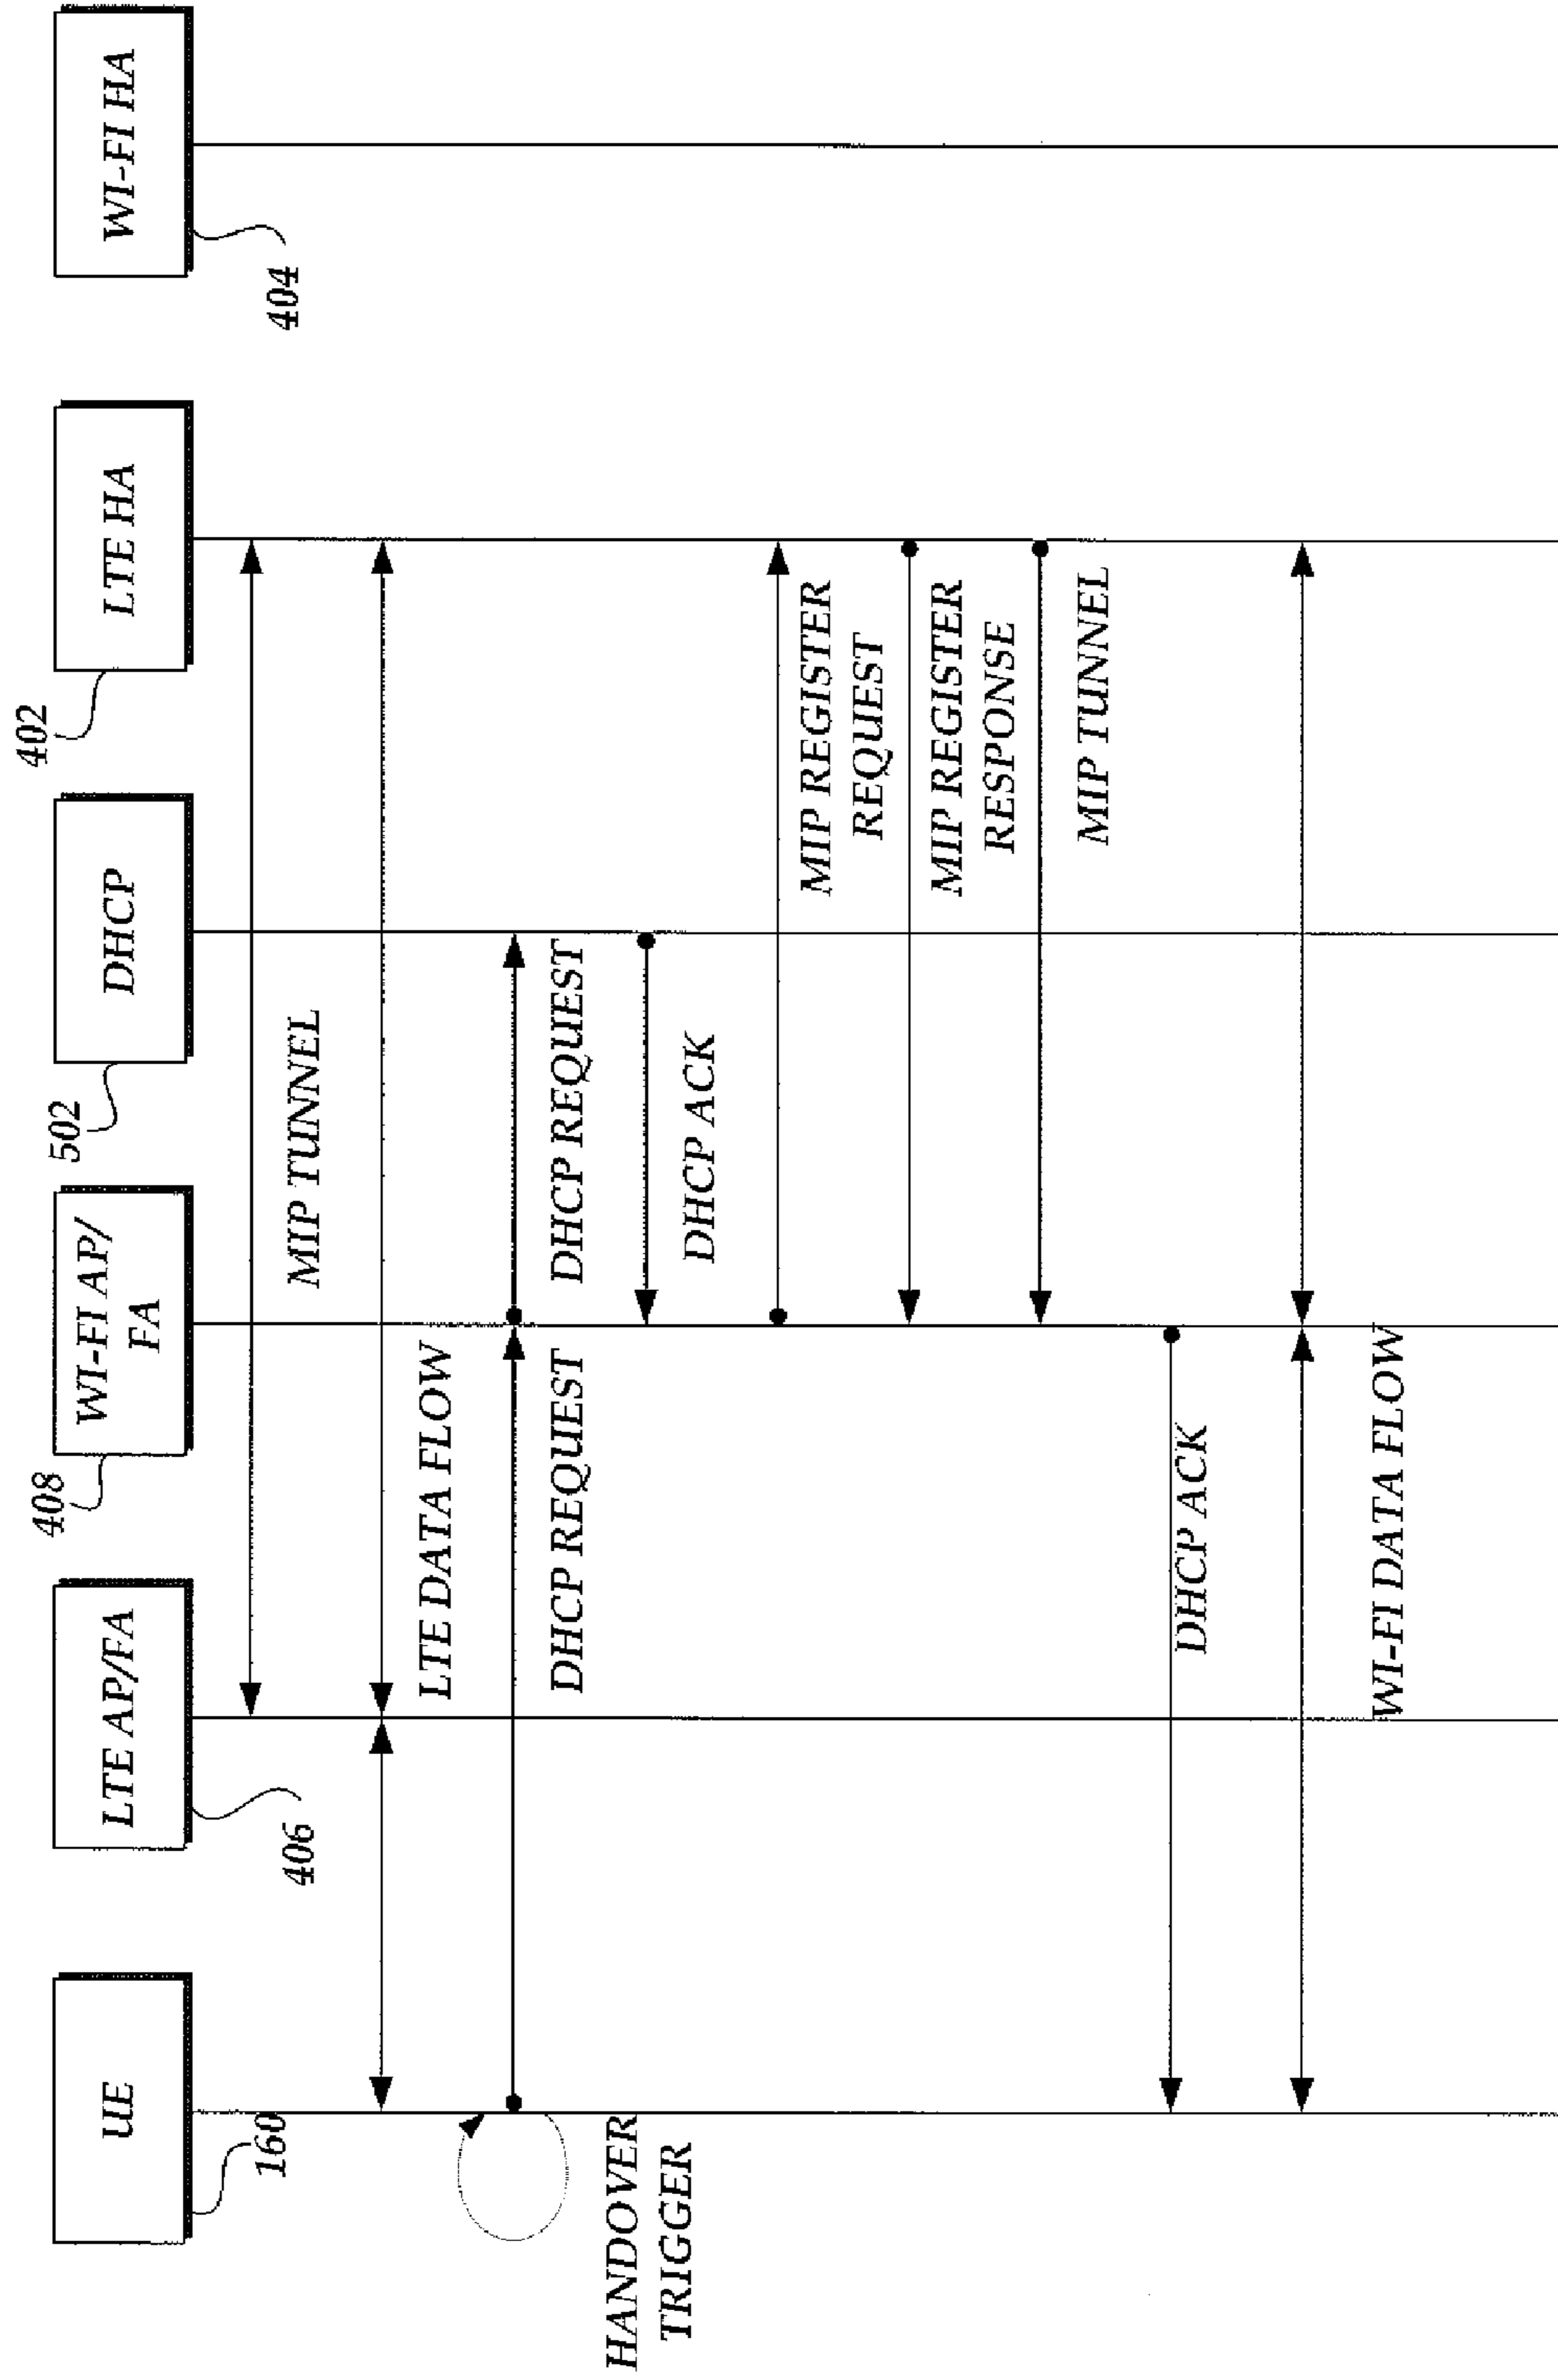 UE
160
LTE AP/FA
406
WI-FI AP/
FA
408
DHCP
502
LTE HA
402
WI-FI HA
404
MIP TUNNEL
LTE DATA FLOW
HANDOVER
TRIGGER
DHCP REQUEST
DHCP REQUEST
DHCP ACK
MIP REGISTER
REQUEST
MIP REGISTER
RESPONSE
MIP TUNNEL
DHCP ACK
WI-FI DATA FLOW